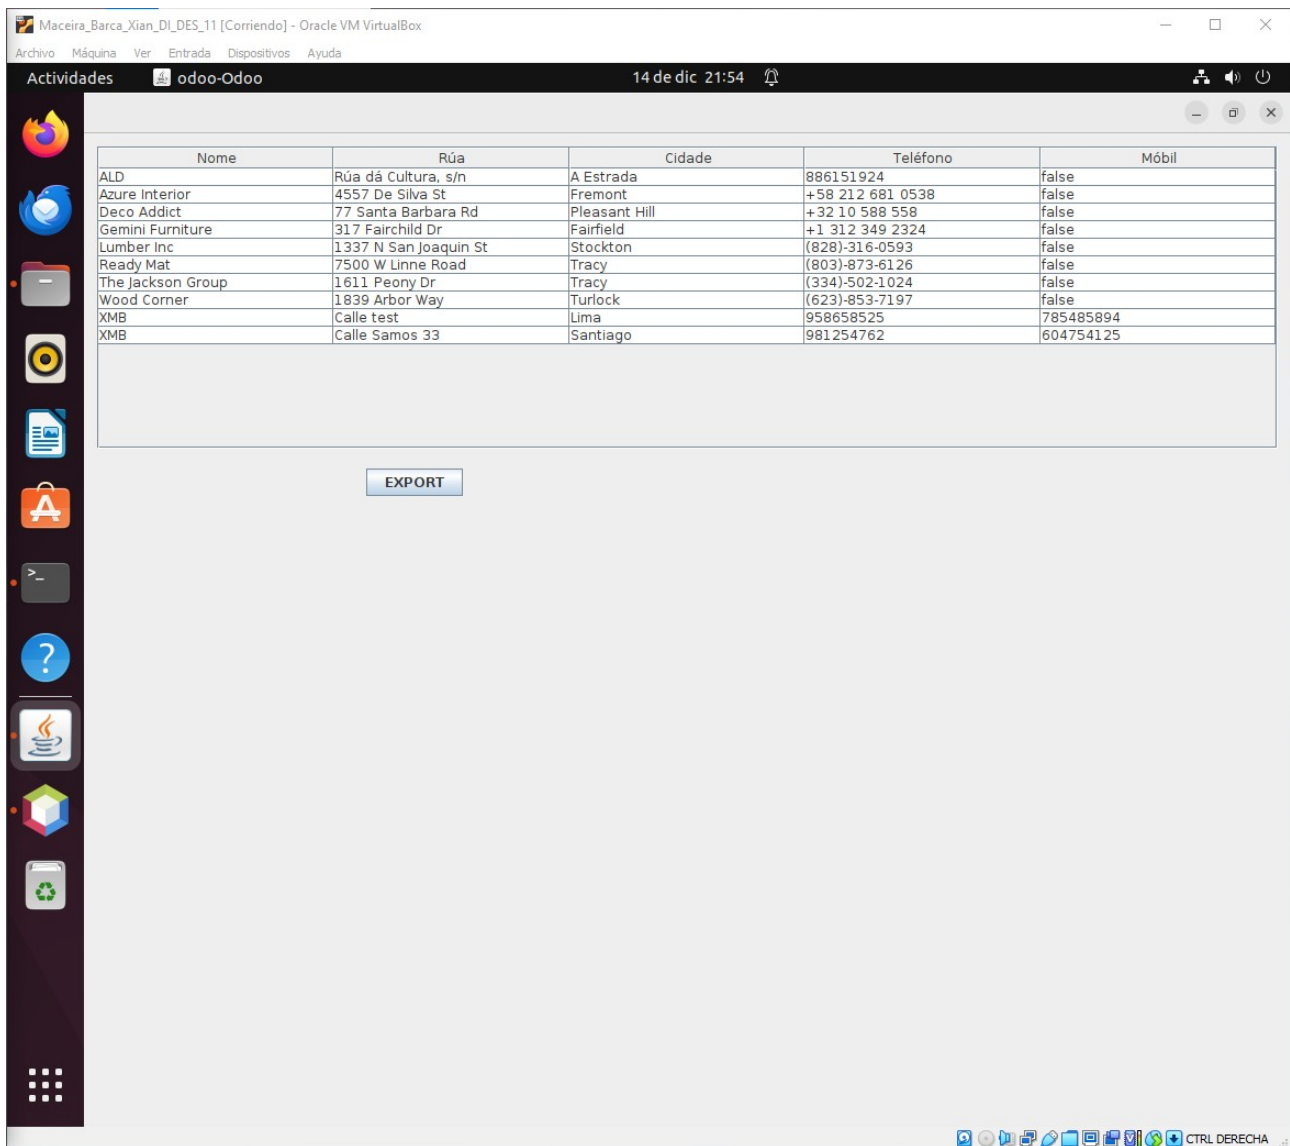 Maceira_Barca_Xian_DI_DES_11 [Corriendo] - Oracle VM VirtualBox
Archivo Máquina Ver Entrada Dispositivos Ayuda
Actividades odoo-Odoo 14 de dic 21:54
Nome Rúa Cidade Teléfono Móbil
ALD Rúa dá Cultura, s/n A Estrada 886151924 false
Azure Interior 4557 De Silva St Fremont +58 212 681 0538 false
Deco Addict 77 Santa Barbara Rd Pleasant Hill +32 10 588 558 false
Gemini Furniture 317 Fairchild Dr Fairfield +1 312 349 2324 false
Lumber Inc 1337 N San Joaquin St Stockton (828)-316-0593 false
Ready Mat 7500 W Linne Road Tracy (803)-873-6126 false
The Jackson Group 1611 Peony Dr Tracy (334)-502-1024 false
Wood Corner 1839 Arbor Way Turlock (623)-853-7197 false
XMB Calle test Lima 958658525 785485894
XMB Calle Samos 33 Santiago 981254762 604754125
EXPORT
CTRL DERECHA